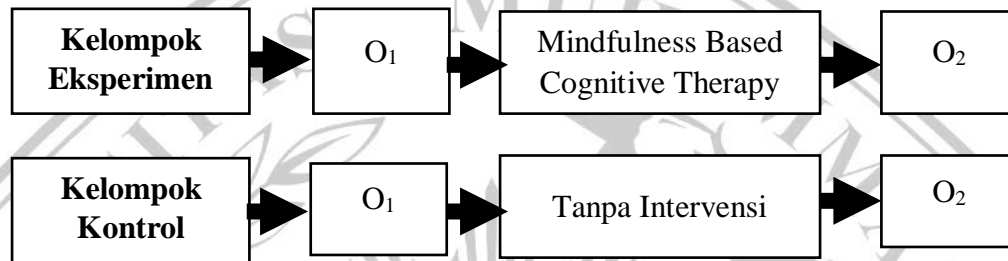 Kelompok
Eksperimen
O₁
Mindfulness Based
Cognitive Therapy
O₂
Kelompok
Kontrol
O₁
Tanpa Intervensi
O₂